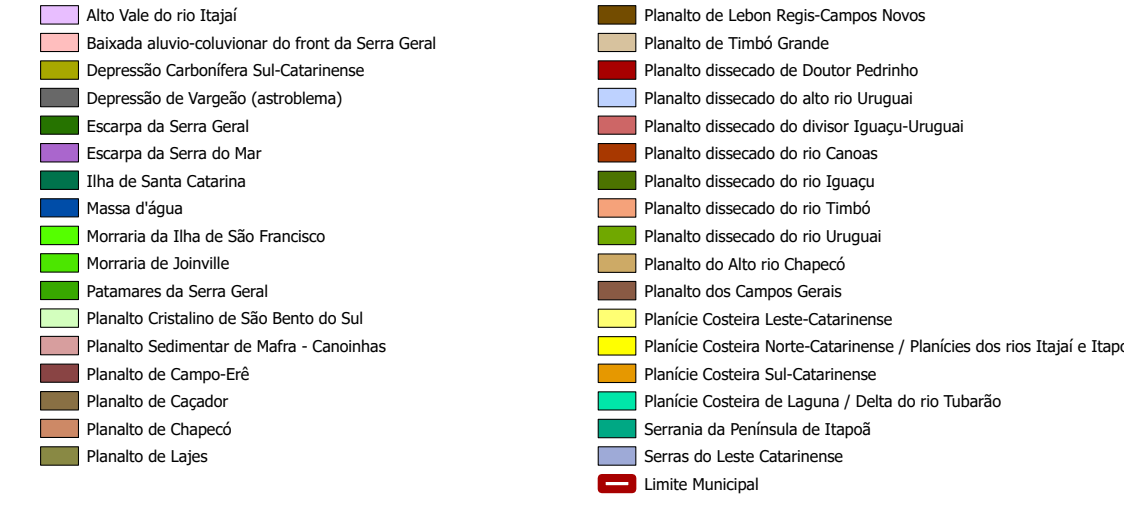 Alto Vale do rio Itajaí
Baixada aluvio-coluvionar do front da Serra Geral
Depressão Carbonífera Sul-Catarinense
Depressão de Vargeão (astroblema)
Escarpa da Serra Geral
Escarpa da Serra do Mar
Ilha de Santa Catarina
Massa d'água
Morraria da Ilha de São Francisco
Morraria de Joinville
Patamares da Serra Geral
Planalto Cristalino de São Bento do Sul
Planalto Sedimentar de Mafra - Canoinhas
Planalto de Campo-Erê
Planalto de Caçador
Planalto de Chapecó
Planalto de Lajes
Planalto de Lebon Regis-Campos Novos
Planalto de Timbó Grande
Planalto dissecado de Doutor Pedrinho
Planalto dissecado do alto rio Uruguai
Planalto dissecado do divisor Iguaçu-Uruguai
Planalto dissecado do rio Canoas
Planalto dissecado do rio Iguaçu
Planalto dissecado do rio Timbó
Planalto dissecado do rio Uruguai
Planalto do Alto rio Chapecó
Planalto dos Campos Gerais
Planície Costeira Leste-Catarinense
Planície Costeira Norte-Catarinense / Planícies dos rios Itajaí e
Planície Costeira Sul-Catarinense
Planície Costeira de Laguna / Delta do rio Tubarão
Serrania da Península de Itapoã
Serras do Leste Catarinense
Limite Municipal